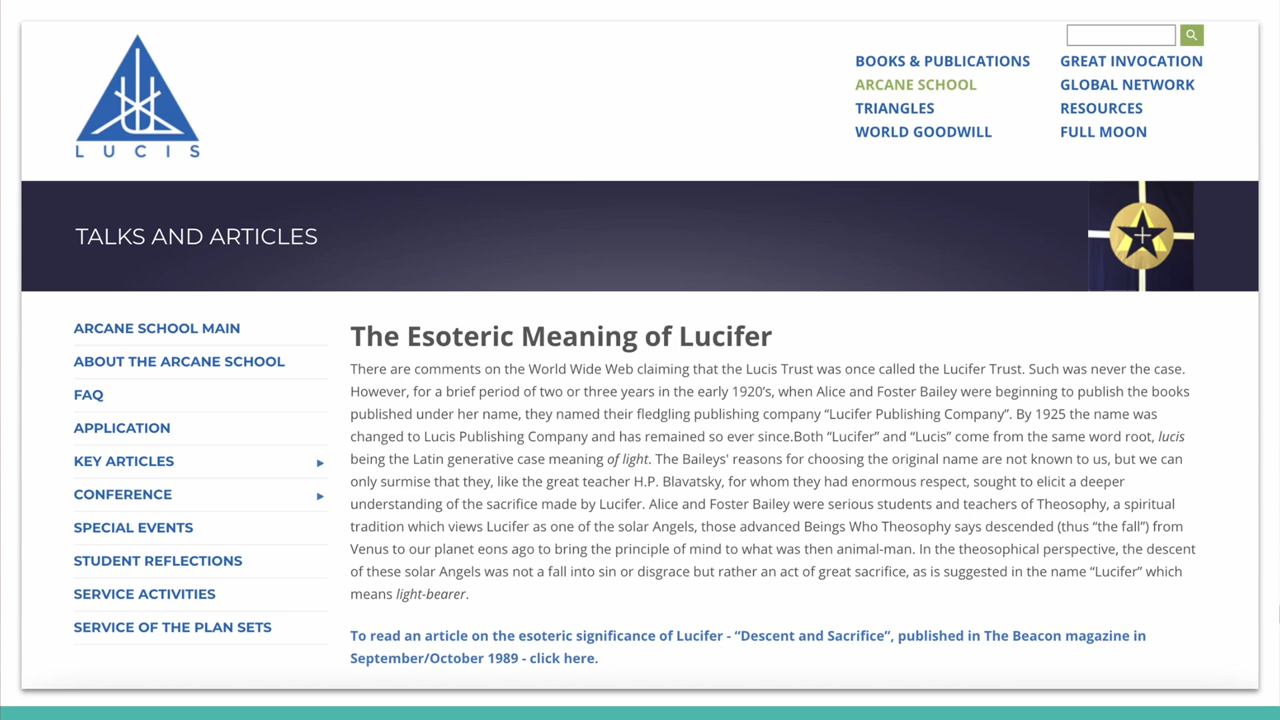 LUCIS
BOOKS & PUBLICATIONS
ARCANE SCHOOL
TRIANGLES
WORLD GOODWILL
GREAT INVOCATION
GLOBAL NETWORK
RESOURCES
FULL MOON
TALKS AND ARTICLES
ARCANE SCHOOL MAIN
ABOUT THE ARCANE SCHOOL
FAQ
APPLICATION
KEY ARTICLES
CONFERENCE
SPECIAL EVENTS
STUDENT REFLECTIONS
SERVICE ACTIVITIES
SERVICE OF THE PLAN SETS
The Esoteric Meaning of Lucifer
There are comments on the World Wide Web claiming that the Lucis Trust was once called the Lucifer Trust. Such was never the case.
However, for a brief period of two or three years in the early 1920’s, when Alice and Foster Bailey were beginning to publish the books
published under her name, they named their fledgling publishing company “Lucifer Publishing Company”. By 1925 the name was
changed to Lucis Publishing Company and has remained so ever since.Both “Lucifer” and “Lucis” come from the same word root, lucis
being the Latin generative case meaning of light. The Baileys' reasons for choosing the original name are not known to us, but we can
only surmise that they, like the great teacher H.P. Blavatsky, for whom they had enormous respect, sought to elicit a deeper
understanding of the sacrifice made by Lucifer. Alice and Foster Bailey were serious students and teachers of Theosophy, a spiritual
tradition which views Lucifer as one of the solar Angels, those advanced Beings Who Theosophy says descended (thus “the fall”) from
Venus to our planet eons ago to bring the principle of mind to what was then animal-man. In the theosophical perspective, the descent
of these solar Angels was not a fall into sin or disgrace but rather an act of great sacrifice, as is suggested in the name “Lucifer” which
means light-bearer.
To read an article on the esoteric significance of Lucifer - “Descent and Sacrifice”, published in The Beacon magazine in
September/October 1989 - click here.